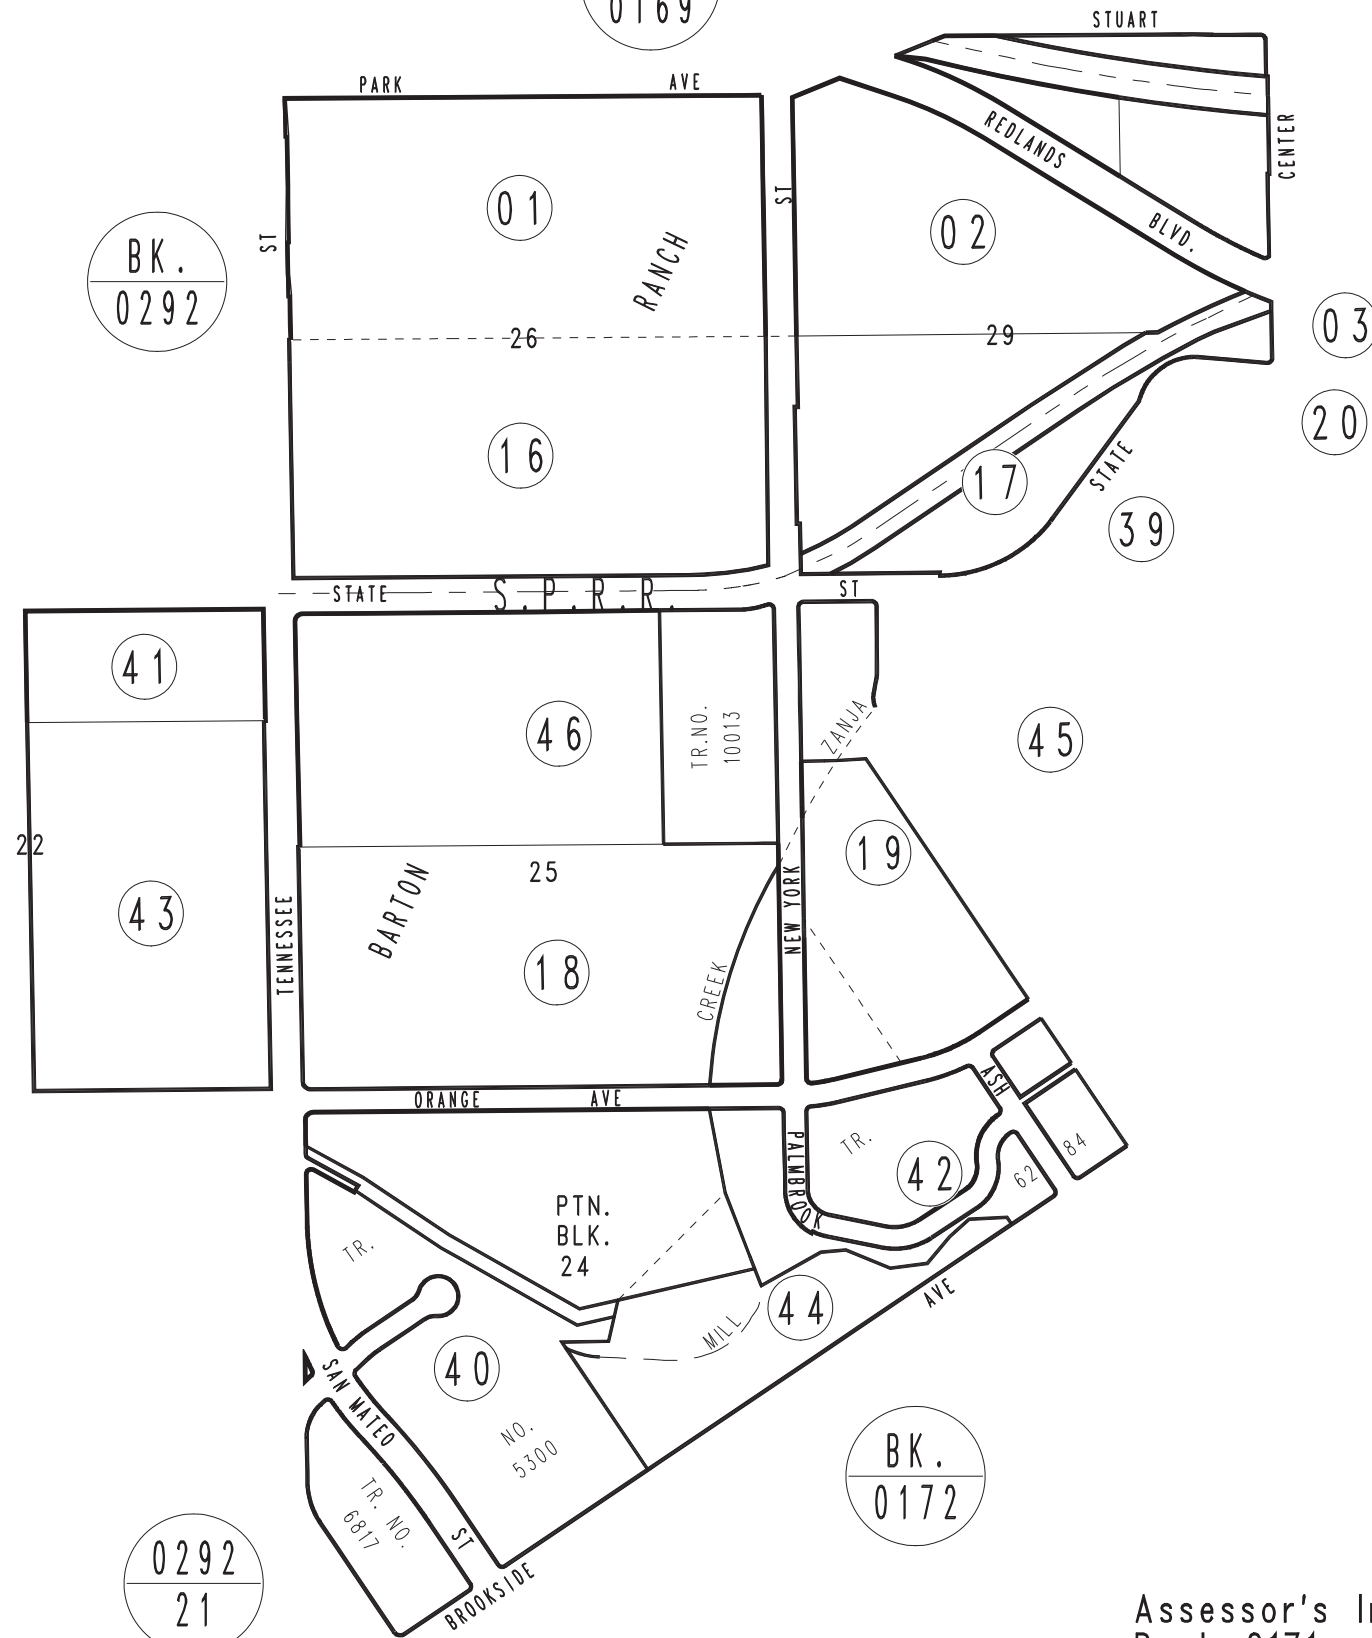 0169
STUART
PARK AVE
REDLANDS BLVD.
CENTER
ST
ST
01
02
RANCH
BK.
0292
26
29
03
20
16
17
STATE
39
STATE
S.P.R.R.
ST
41
46
TR.NO.
10013
ZANJA
45
22
19
25
BARTON
43
18
TENNESSEE
NEW YORK
CREEK
ORANGE AVE
ASH
PALMBROOK
TR.
42
84
62
PTN.
BLK.
24
TR.
44
AVE
MILL
40
SAN MATEO
NO.
5300
BK.
0172
TR. NO.
6817
ST
BROOKSIDE
0292
21
Assessor's